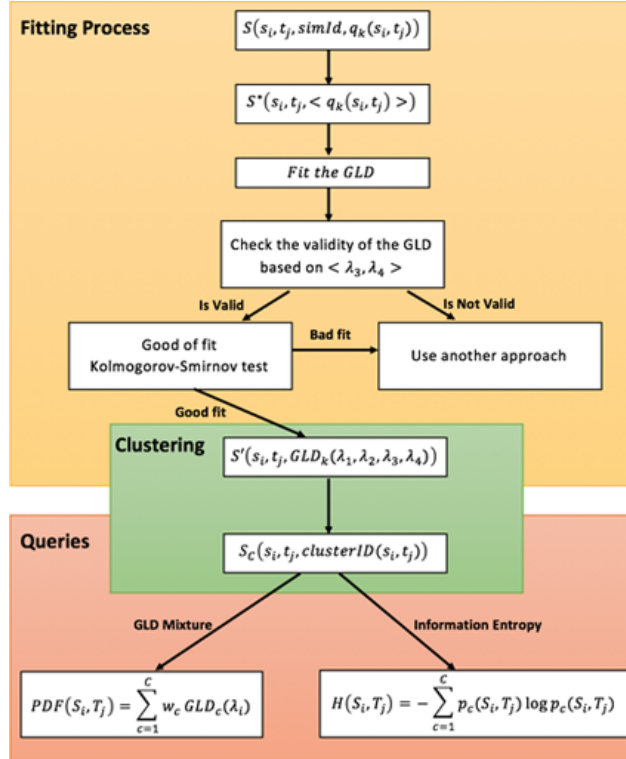 Fitting Process
S(s_i, t_j, simId, q_k(s_i, t_j))
S*(s_i, t_j, < q_k(s_i, t_j) >)
Fit the GLD
Check the validity of the GLD
based on < λ_3, λ_4 >
Is Valid
Is Not Valid
Good of fit
Kolmogorov-Smirnov test
Bad fit
Use another approach
Good fit
Clustering
S′(s_i, t_j, GLD_k(λ_1, λ_2, λ_3, λ_4))
Queries
S_C(s_i, t_j, clusterID(s_i, t_j))
GLD Mixture
Information Entropy
PDF(S_i, T_j) = ∑_{c=1}^{C} w_c GLD_c(λ_i)
H(S_i, T_j) = − ∑_{c=1}^{C} p_c(S_i, T_j) log p_c(S_i, T_j)